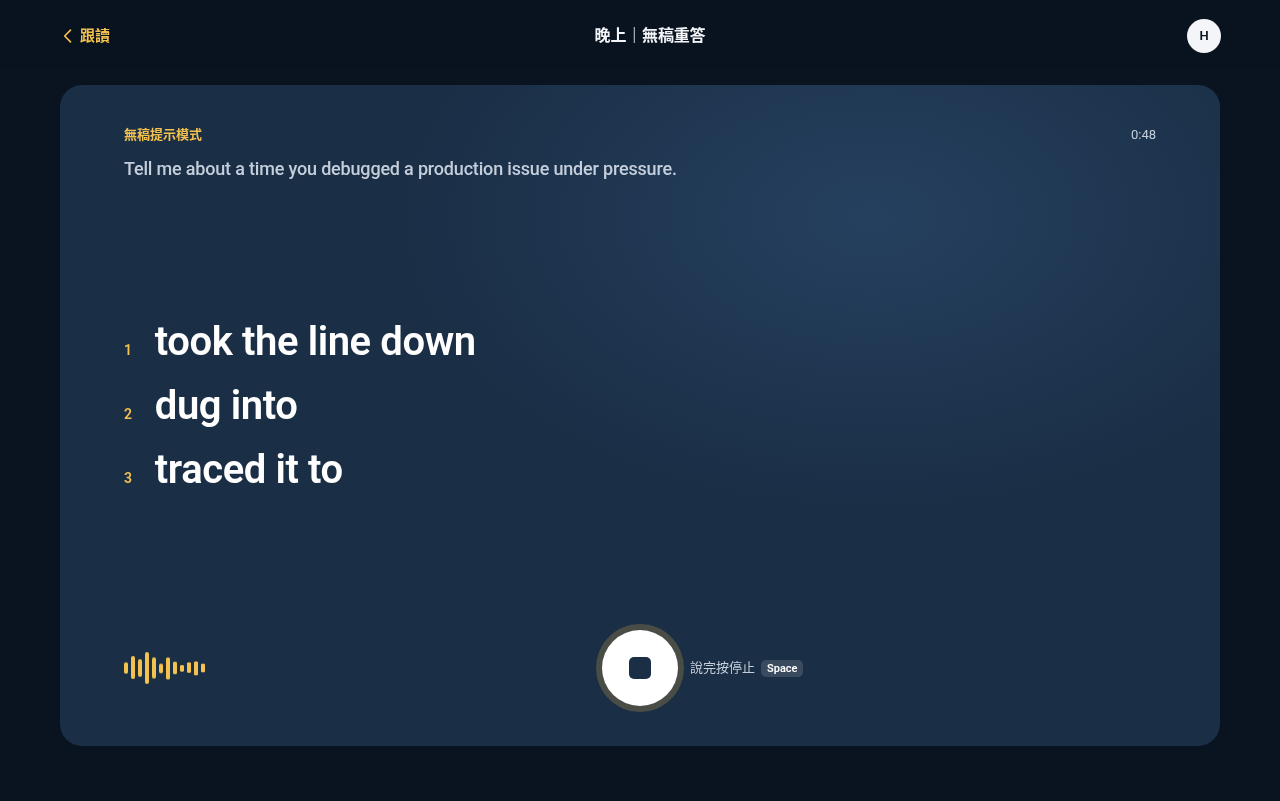 跟讀
晚上｜無稿重答
H
無稿提示模式
0:48
Tell me about a time you debugged a production issue under pressure.
1 took the line down
2 dug into
3 traced it to
說完按停止 Space